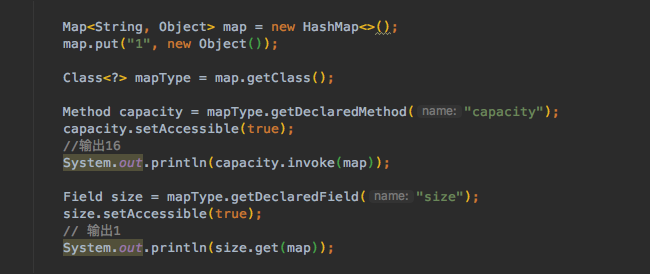 Map<String, Object> map = new HashMap<>();
map.put("1", new Object());
Class<?> mapType = map.getClass();
Method capacity = mapType.getDeclaredMethod( name: "capacity");
capacity.setAccessible(true);
//输出16
System.out.println(capacity.invoke(map));
Field size = mapType.getDeclaredField( name: "size");
size.setAccessible(true);
// 输出1
System.out.println(size.get(map));